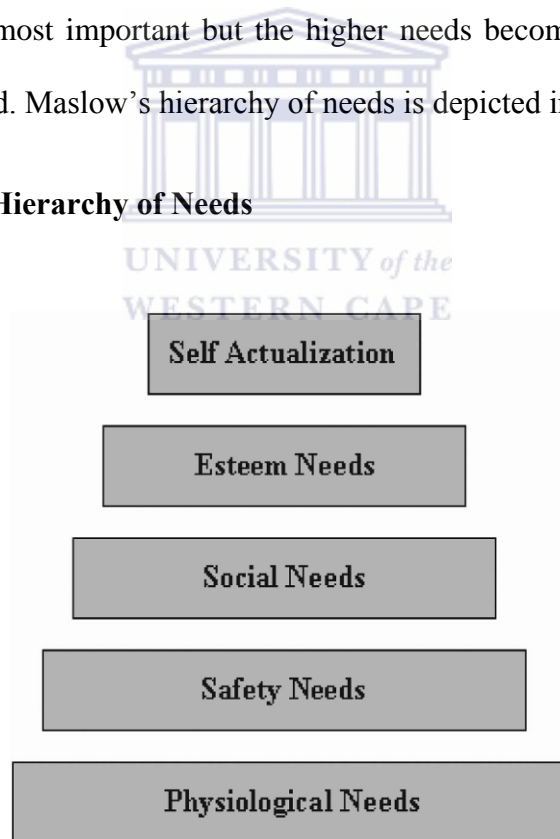 most important but the higher needs becom
d. Maslow's hierarchy of needs is depicted i
Hierarchy of Needs
UNIVERSITY of the
WESTERN CAPE
Self Actualization
Esteem Needs
Social Needs
Safety Needs
Physiological Needs